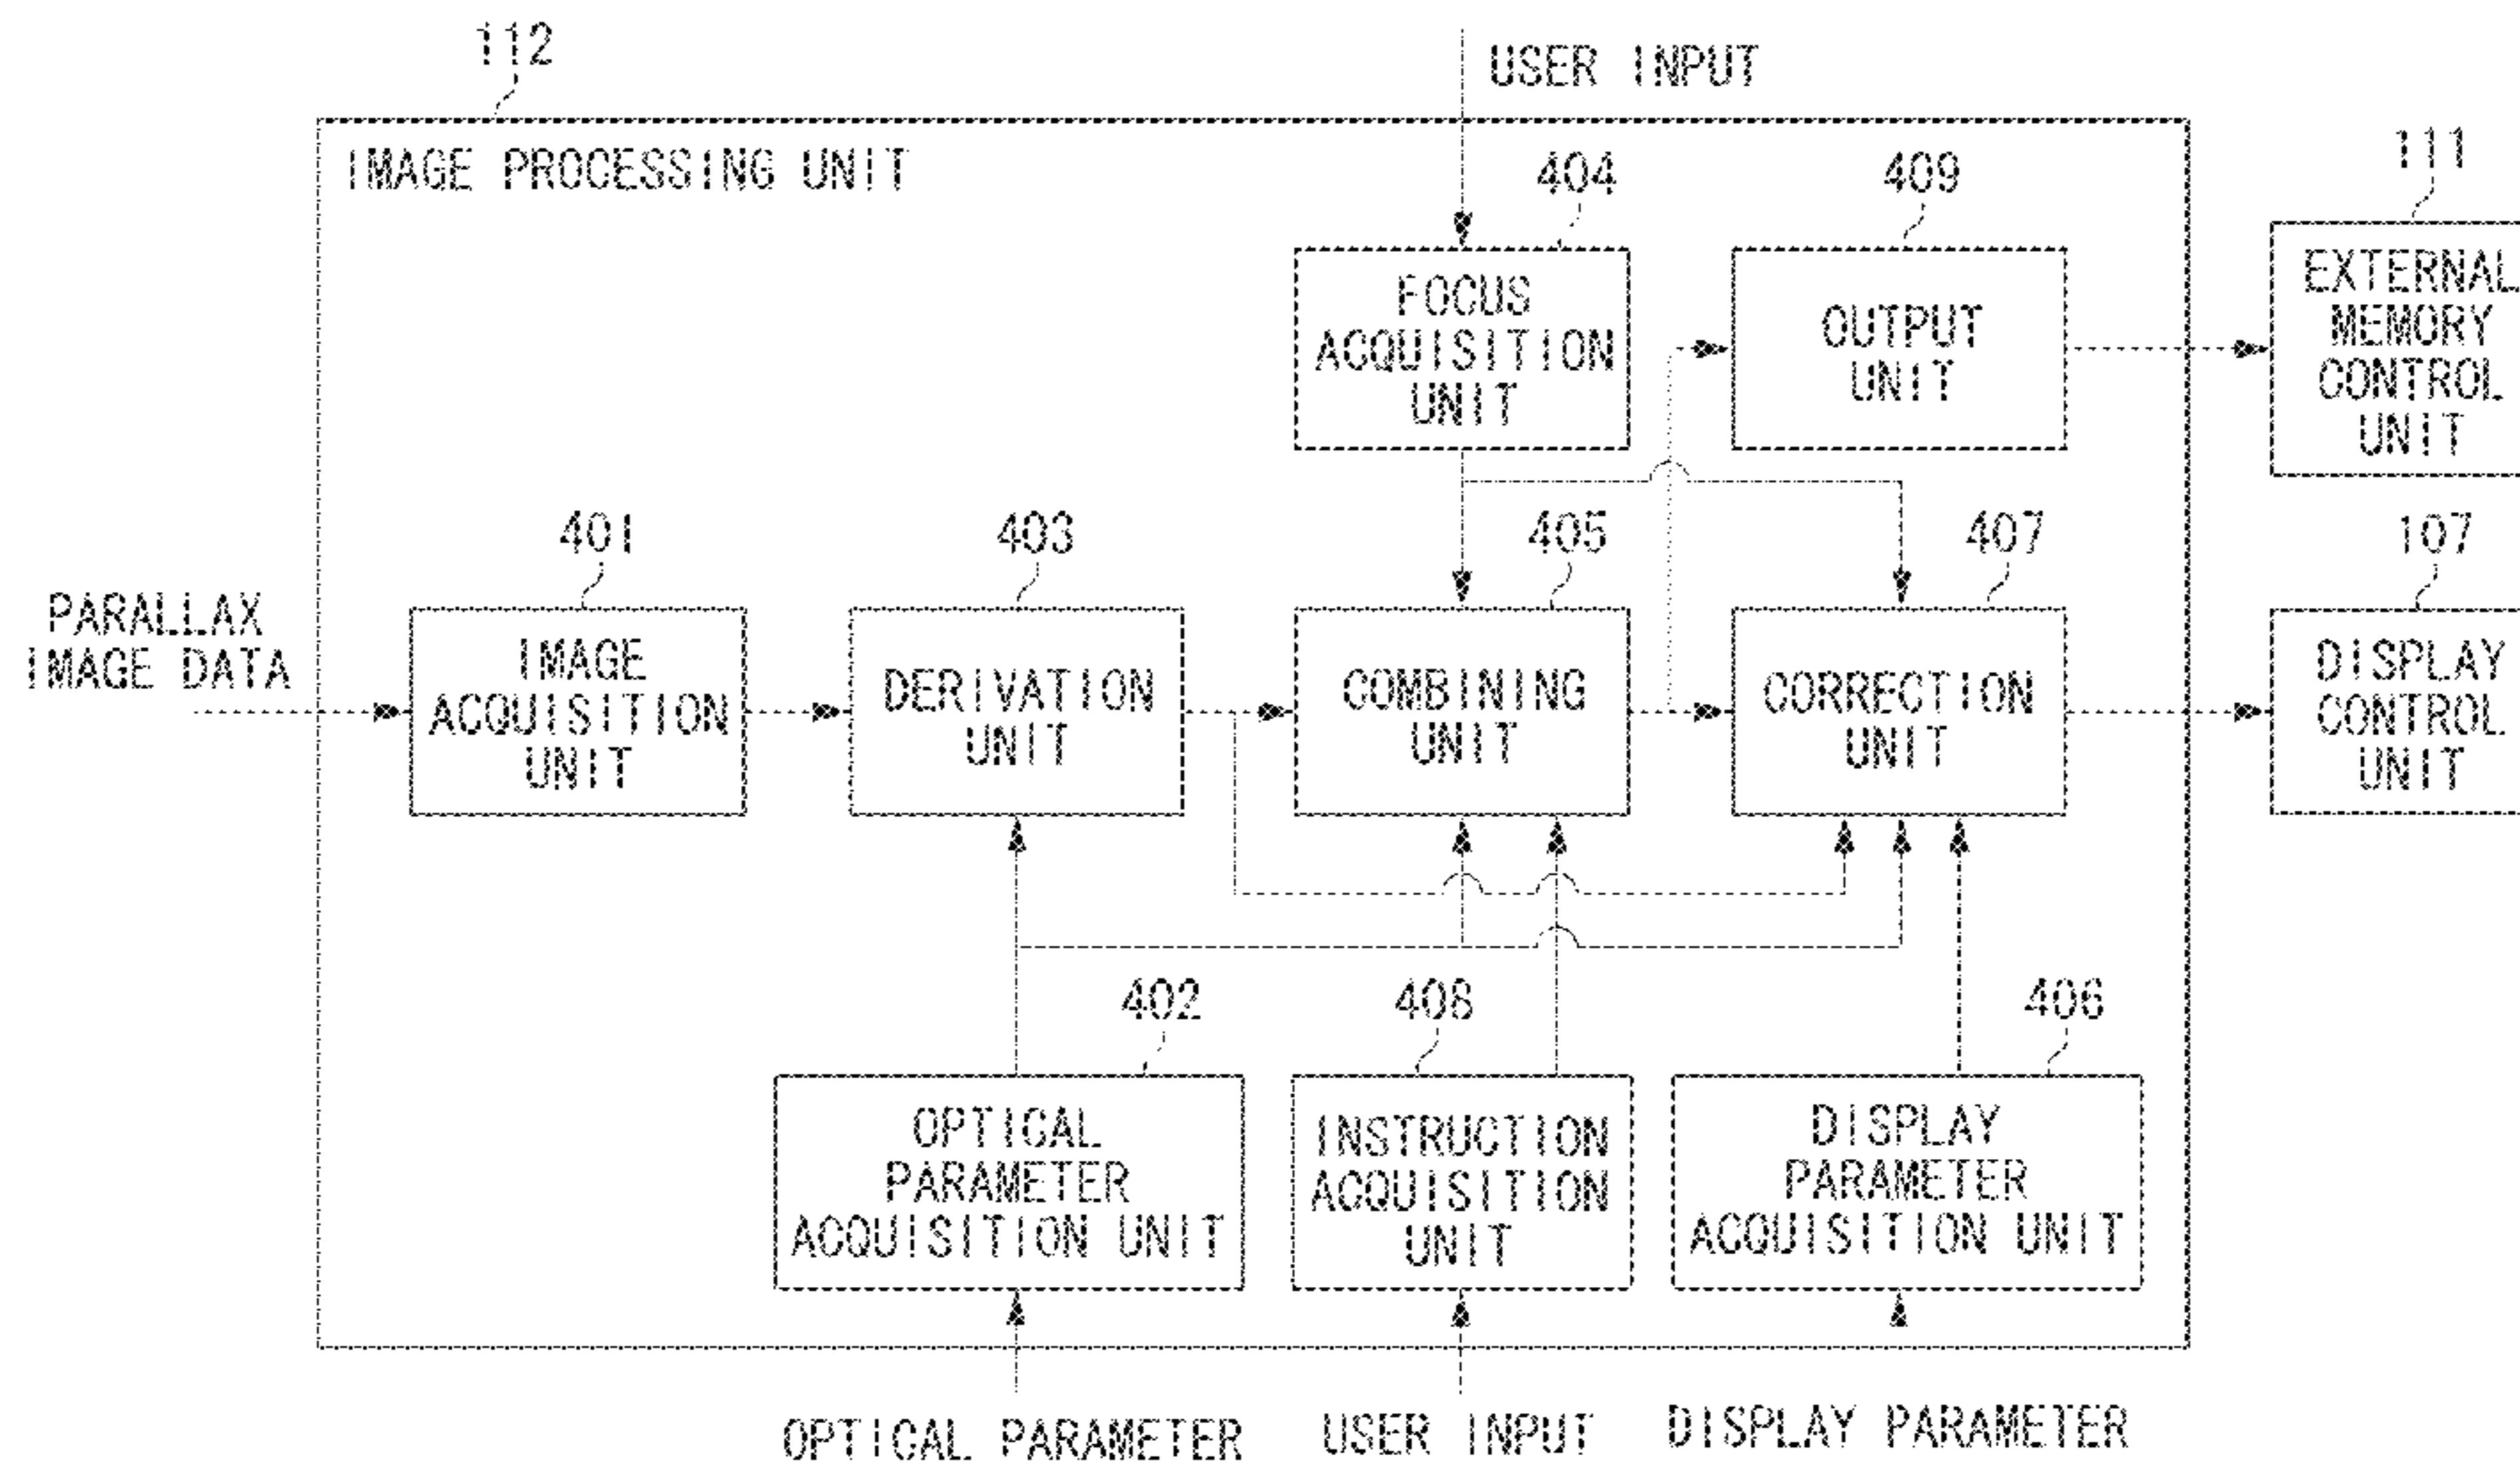 112
USER INPUT
IMAGE PROCESSING UNIT
404
409
111
FOCUS
ACQUISITION
UNIT
OUTPUT
UNIT
EXTERNAL
MEMORY
CONTROL
UNIT
401
403
405
407
107
PARALLAX
IMAGE DATA
IMAGE
ACQUISITION
UNIT
DERIVATION
UNIT
COMBINING
UNIT
CORRECTION
UNIT
DISPLAY
CONTROL
UNIT
402
408
406
OPTICAL
PARAMETER
ACQUISITION UNIT
INSTRUCTION
ACQUISITION
UNIT
DISPLAY
PARAMETER
ACQUISITION UNIT
OPTICAL PARAMETER
USER INPUT
DISPLAY PARAMETER